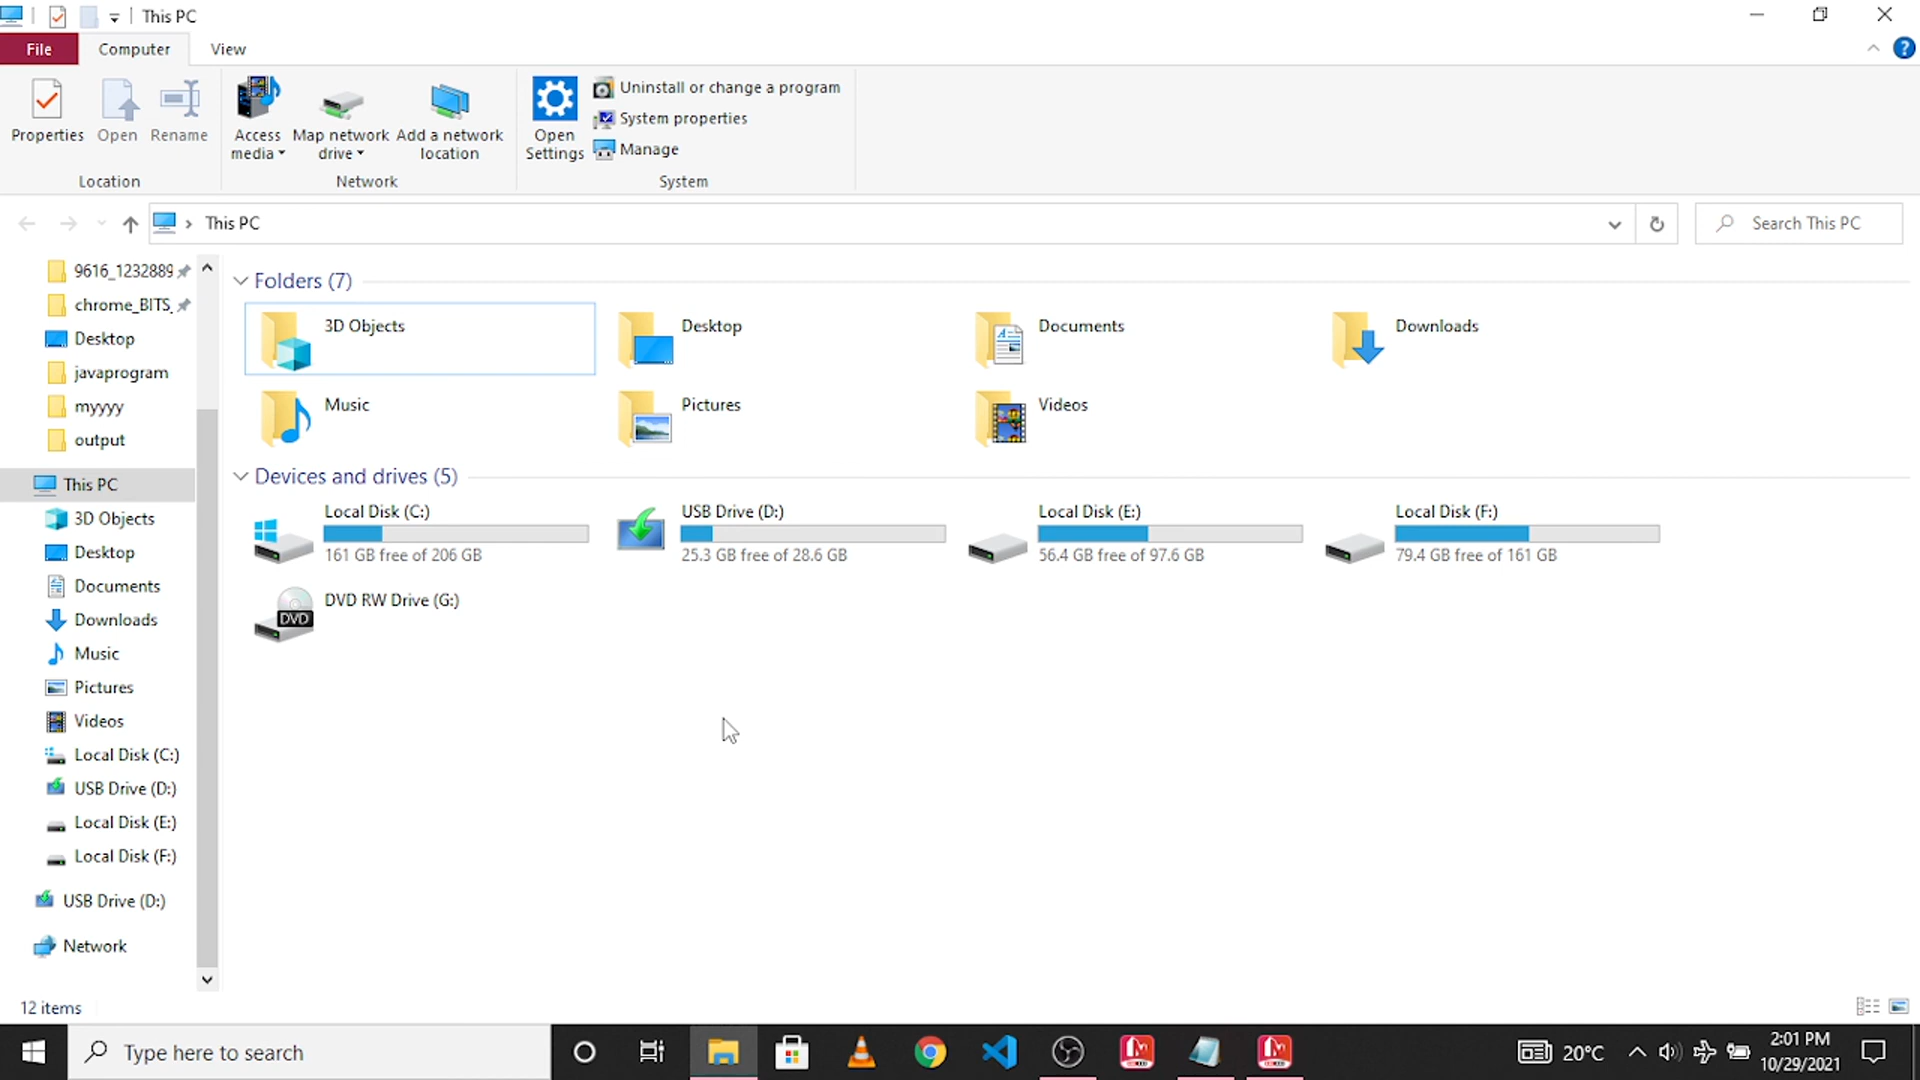 This PC
File
Computer
View
Properties
Open
Rename
Access
media
Map network
drive
Add a network
location
Open
Settings
Uninstall or change a program
System properties
Manage
Location
Network
System
This PC
Search This PC
9616_1232889
chrome_BITS_
Desktop
javaprogram
myyyy
output
This PC
3D Objects
Desktop
Documents
Downloads
Music
Pictures
Videos
Local Disk (C:)
USB Drive (D:)
Local Disk (E:)
Local Disk (F:)
USB Drive (D:)
Network
Folders (7)
3D Objects
Desktop
Documents
Downloads
Music
Pictures
Videos
Devices and drives (5)
Local Disk (C:)
161 GB free of 206 GB
USB Drive (D:)
25.3 GB free of 28.6 GB
Local Disk (E:)
56.4 GB free of 97.6 GB
Local Disk (F:)
79.4 GB free of 161 GB
DVD
DVD RW Drive (G:)
12 items
Type here to search
20°C
2:01 PM
10/29/2021